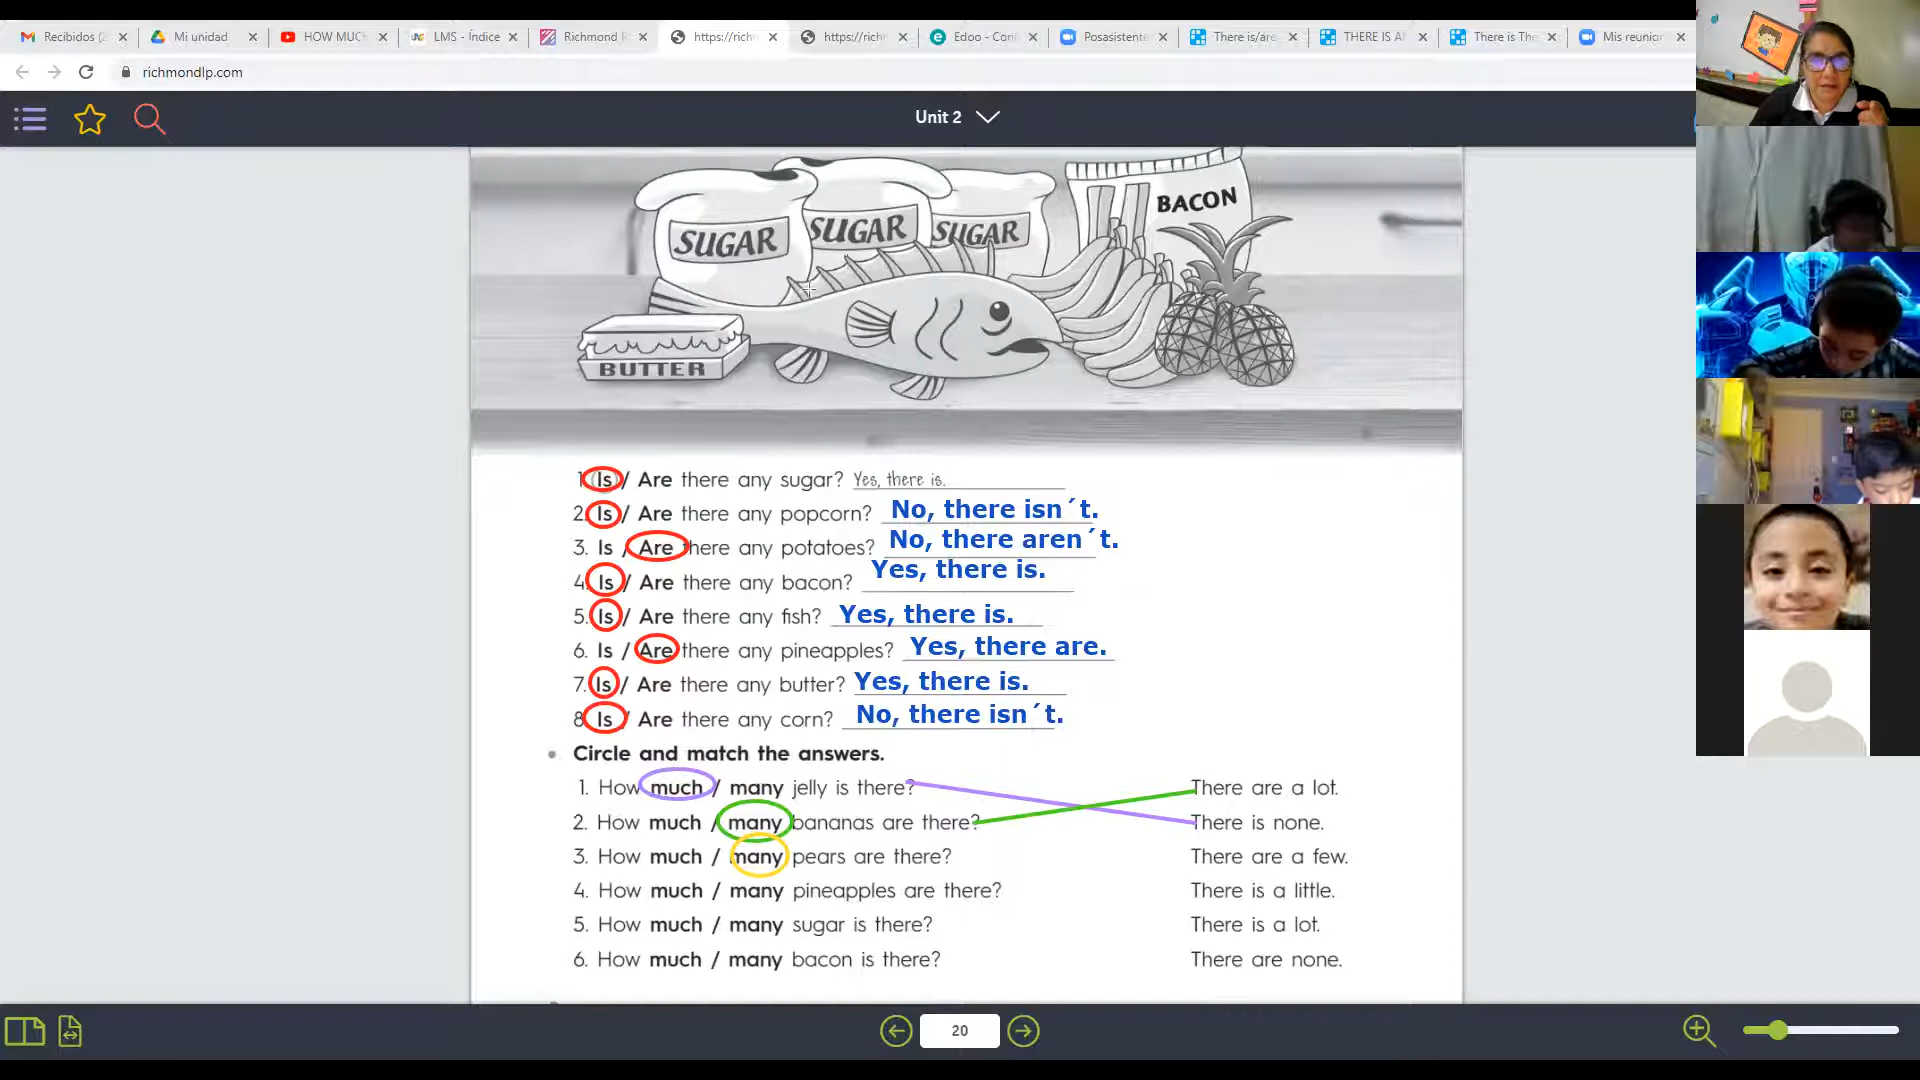 Recibidos (2
Mi unidad
HOW MUCH
LMS - Índice
Richmond
https://rich
https://rich
Edoo - Con
Posasistente
There is/are
THERE IS A
There is The
Mis reunio
richmondlp.com
Unit 2
SUGAR
SUGAR
SUGAR
BACON
BUTTER
1. Is / Are there any sugar? Yes, there is.
2. Is / Are there any popcorn? No, there isn´t.
3. Is / Are there any potatoes? No, there aren´t.
4. Is / Are there any bacon? Yes, there is.
5. Is / Are there any fish? Yes, there is.
6. Is / Are there any pineapples? Yes, there are.
7. Is / Are there any butter? Yes, there is.
8. Is / Are there any corn? No, there isn´t.
• Circle and match the answers.
1. How much / many jelly is there? There are a lot.
2. How much / many bananas are there? There is none.
3. How much / many pears are there? There are a few.
4. How much / many pineapples are there? There is a little.
5. How much / many sugar is there? There is a lot.
6. How much / many bacon is there? There are none.
20